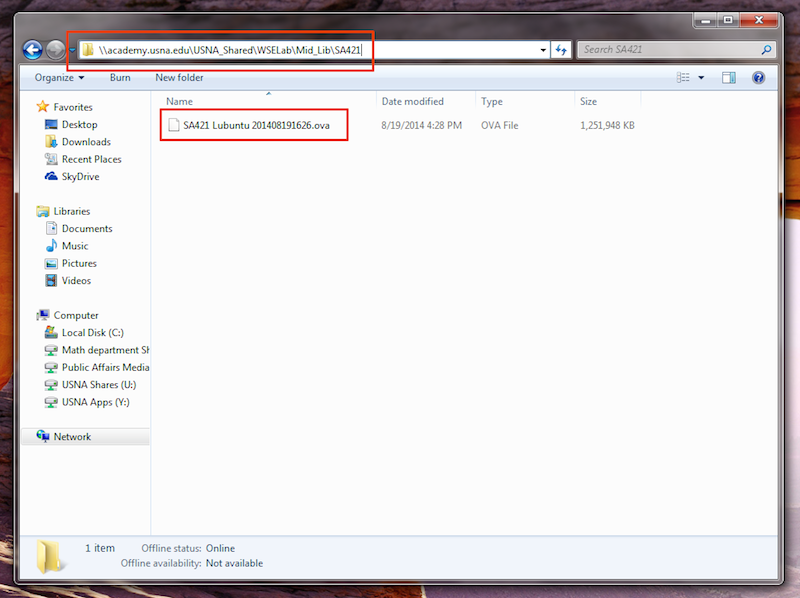 \\academy.usna.edu\USNA_Shared\WSELab\Mid_Lib\SA421
Search SA421
Organize Burn New folder
Name Date modified Type Size
SA421 Lubuntu 201408191626.ova 8/19/2014 4:28 PM OVA File 1,251,948 KB
Favorites
Desktop
Downloads
Recent Places
SkyDrive
Libraries
Documents
Music
Pictures
Videos
Computer
Local Disk (C:)
Math department Sh
Public Affairs Media
USNA Shares (U:)
USNA Apps (Y:)
Network
1 item Offline status: Online
Offline availability: Not available